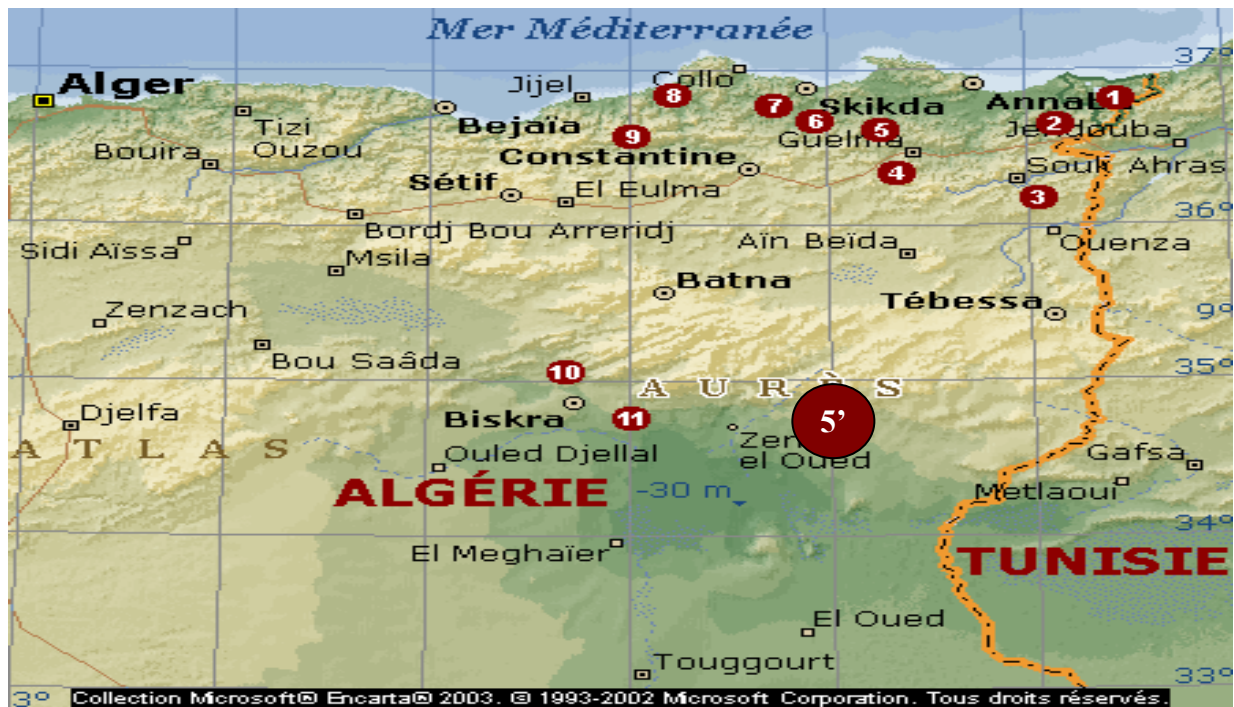 Mer Méditerranée
37°
Alger
Jijel
Collo
8
1
Annaba
7
Skikda
6
2
Tizi
Ouzou
Bejaïa
9
5
Guelma
Jendouba
Bouira
Constantine
4
Souk Ahras
Sétif
El Eulma
3
36°
Bordj Bou Arreridj
Aïn Beïda
Ouenza
Sidi Aïssa
Msila
Batna
Tébessa
Zenzach
9°
Bou Saâda
35°
10
AURÈS
Djelfa
Biskra
11
5’
ATLAS
Ouled Djellal
el Oued
Gafsa
ALGÉRIE
-30 m
Metlaoui
34°
El Meghaïer
TUNISIE
El Oued
Touggourt
33°
3°
Collection Microsoft® Encarta® 2003. © 1993-2002 Microsoft Corporation. Tous droits réservés.